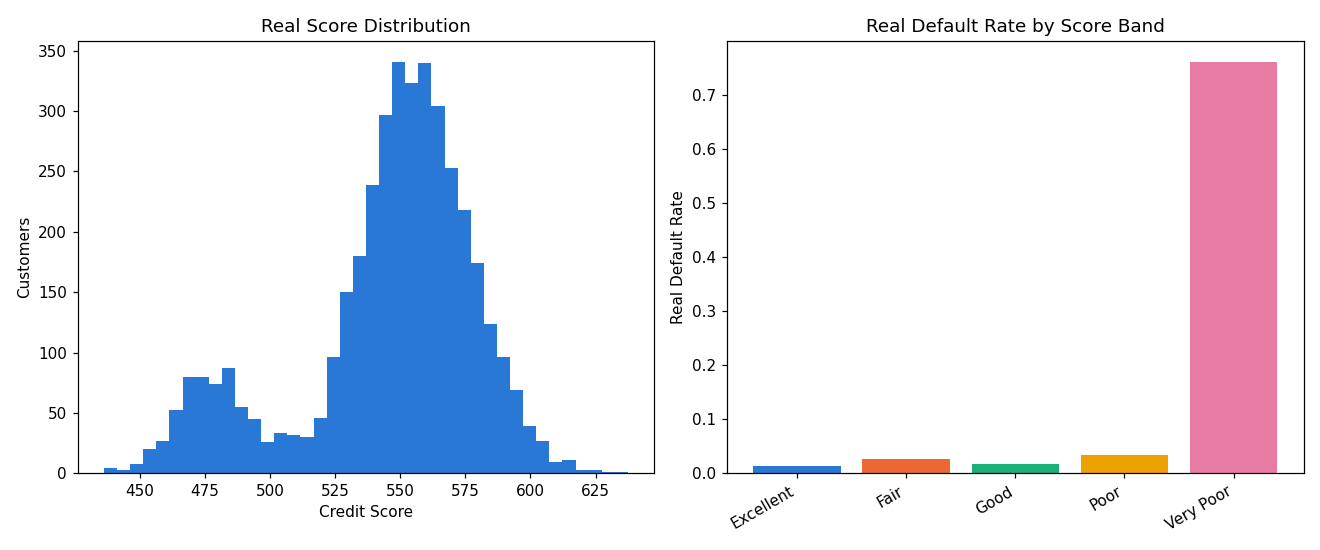 Real Score Distribution
350
300
250
200
150
100
50
0
Customers
450 475 500 525 550 575 600 625
Credit Score
Real Default Rate by Score Band
0.7
0.6
0.5
0.4
0.3
0.2
0.1
0.0
Real Default Rate
Excellent
Fair
Good
Poor
Very Poor